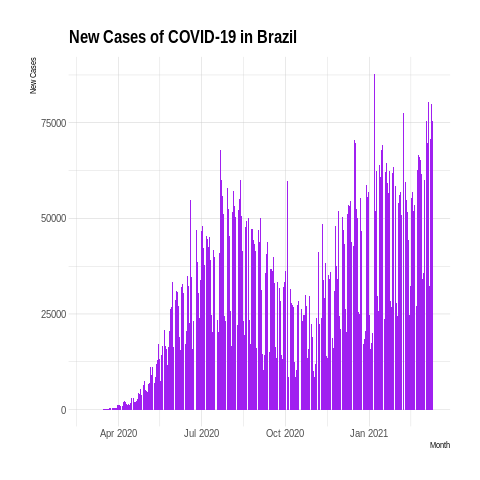 New Cases of COVID-19 in Brazil
New Cases
75000
50000
25000
0
Apr 2020 Jul 2020 Oct 2020 Jan 2021
Month